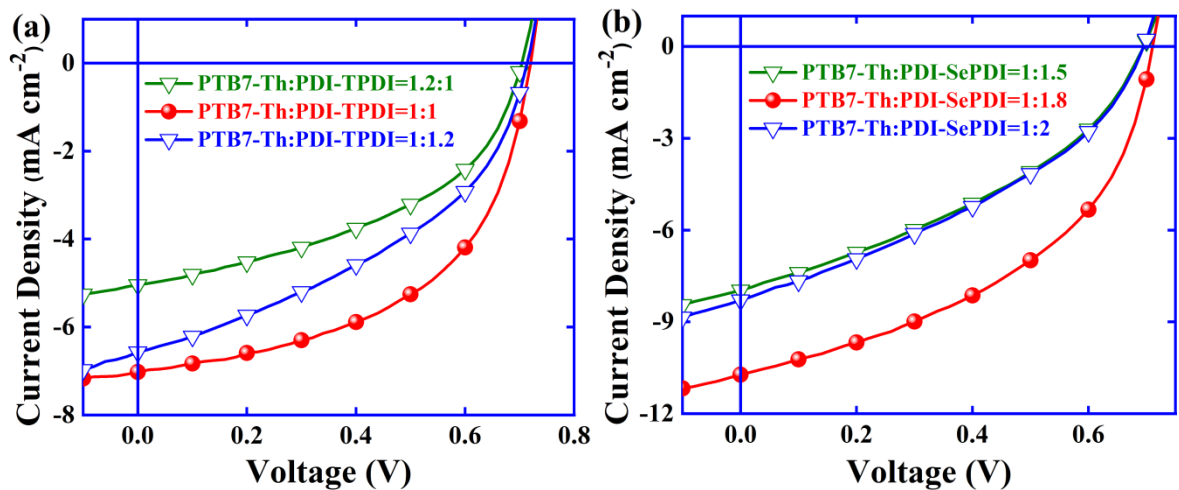 (a)
Current Density (mA cm⁻²)
0
-2
-4
-6
-8
PTB7-Th:PDI-TPDI=1.2:1
PTB7-Th:PDI-TPDI=1:1
PTB7-Th:PDI-TPDI=1:1.2
0.0 0.2 0.4 0.6 0.8
Voltage (V)
(b)
Current Density (mA cm⁻²)
0
-3
-6
-9
-12
PTB7-Th:PDI-SePDI=1:1.5
PTB7-Th:PDI-SePDI=1:1.8
PTB7-Th:PDI-SePDI=1:2
0.0 0.2 0.4 0.6
Voltage (V)